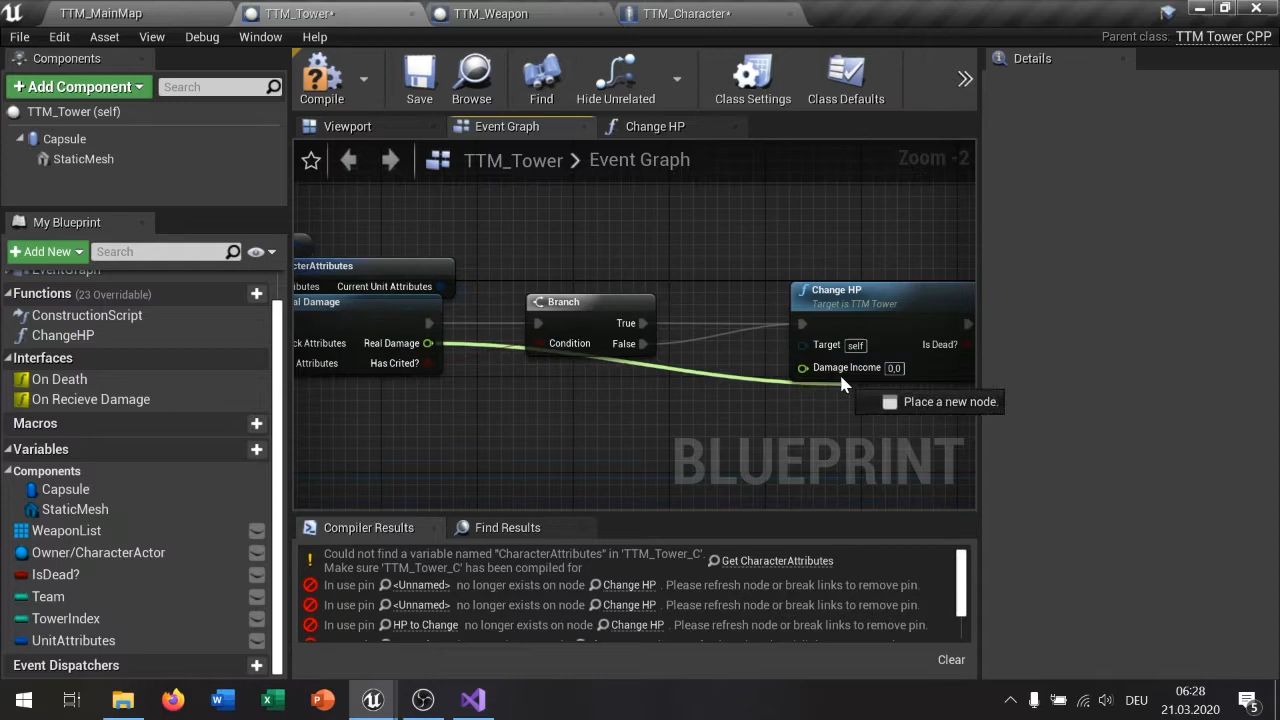 TTM_MainMap
TTM_Tower*
TTM_Weapon
TTM_Character*
File
Edit
Asset
View
Debug
Window
Help
Parent class: TTM Tower CPP
Components
+ Add Component
Search
TTM_Tower (self)
Capsule
StaticMesh
Compile
Save
Browse
Find
Hide Unrelated
Class Settings
Class Defaults
Viewport
Event Graph
Change HP
TTM_Tower > Event Graph
Zoom -2
Details
My Blueprint
+ Add New
Search
EventGraph
Functions (23 Overridable)
ConstructionScript
ChangeHP
Interfaces
On Death
On Recieve Damage
Macros
Variables
Components
Capsule
StaticMesh
WeaponList
Owner/CharacterActor
IsDead?
Team
TowerIndex
UnitAttributes
Event Dispatchers
cterAttributes
ibutes
Current Unit Attributes
al Damage
ck Attributes
Real Damage
Attributes
Has Crited?
Branch
True
Condition
False
Change HP
Target is TTM Tower
Target self
Is Dead?
Damage Income 0,0
Place a new node.
BLUEPRINT
Compiler Results
Find Results
Could not find a variable named "CharacterAttributes" in 'TTM_Tower_C'.
Make sure 'TTM_Tower_C' has been compiled for
Get CharacterAttributes
In use pin <Unnamed> no longer exists on node Change HP . Please refresh node or break links to remove pin.
In use pin <Unnamed> no longer exists on node Change HP . Please refresh node or break links to remove pin.
In use pin HP to Change no longer exists on node Change HP . Please refresh node or break links to remove pin.
Clear
DEU
06:28
21.03.2020
5